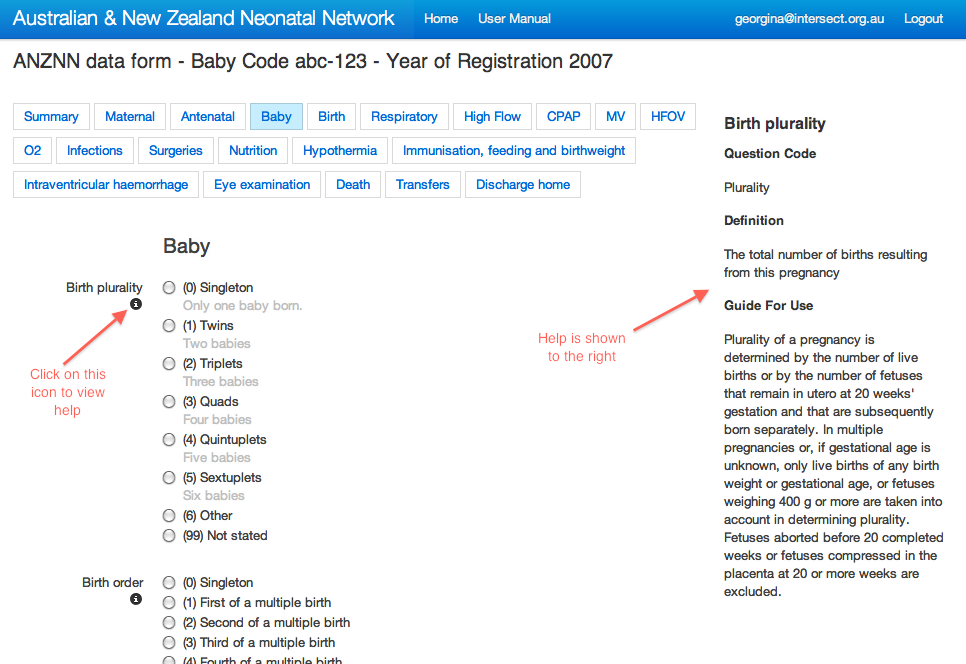 Australian & New Zealand Neonatal Network Home User Manual georgina@intersect.org.au Logout
ANZNN data form - Baby Code abc-123 - Year of Registration 2007
Summary Maternal Antenatal Baby Birth Respiratory High Flow CPAP MV HFOV
O2 Infections Surgeries Nutrition Hypothermia Immunisation, feeding and birthweight
Intraventricular haemorrhage Eye examination Death Transfers Discharge home
Baby
Birth plurality
(0) Singleton
Only one baby born.
(1) Twins
Two babies
(2) Triplets
Three babies
(3) Quads
Four babies
(4) Quintuplets
Five babies
(5) Sextuplets
Six babies
(6) Other
(99) Not stated
Click on this
icon to view
help
Birth order
(0) Singleton
(1) First of a multiple birth
(2) Second of a multiple birth
(3) Third of a multiple birth
(4) Fourth of a multiple birth
Help is shown
to the right
Birth plurality
Question Code
Plurality
Definition
The total number of births resulting
from this pregnancy
Guide For Use
Plurality of a pregnancy is
determined by the number of live
births or by the number of fetuses
that remain in utero at 20 weeks'
gestation and that are subsequently
born separately. In multiple
pregnancies or, if gestational age is
unknown, only live births of any birth
weight or gestational age, or fetuses
weighing 400 g or more are taken into
account in determining plurality.
Fetuses aborted before 20 completed
weeks or fetuses compressed in the
placenta at 20 or more weeks are
excluded.